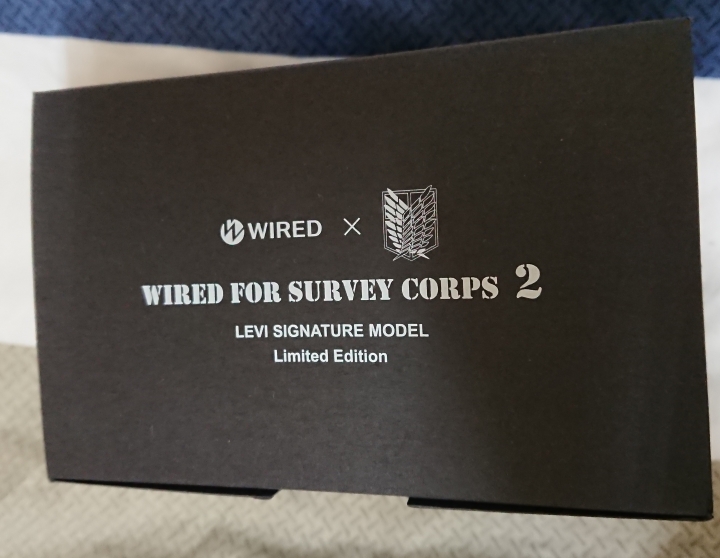 WIRED ×
WIRED FOR SURVEY CORPS 2
LEVI SIGNATURE MODEL
Limited Edition